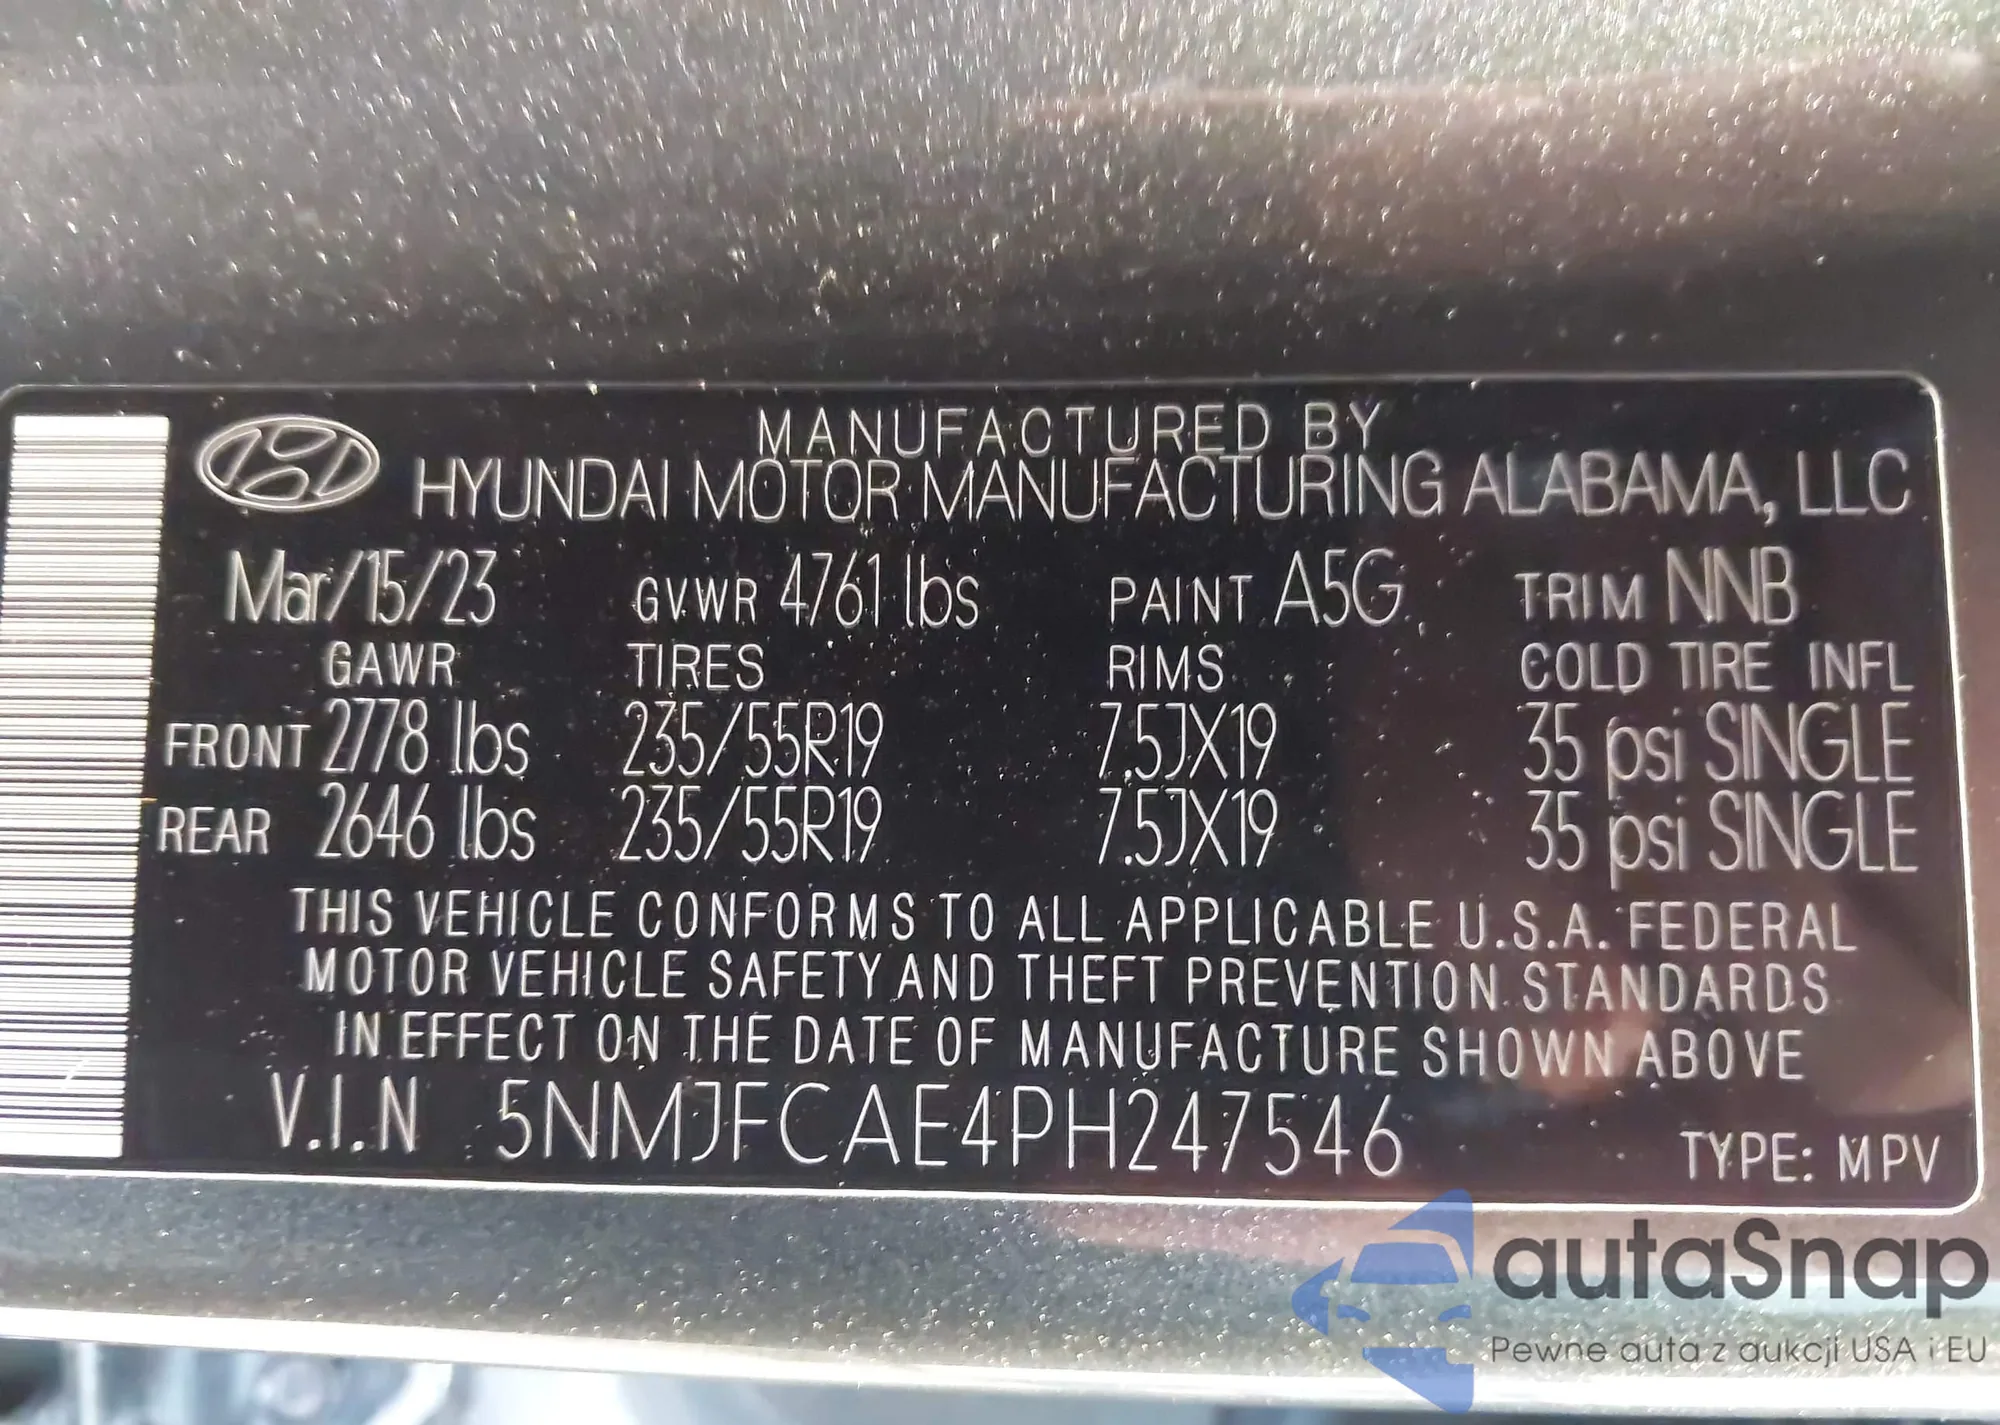 MANUFACTURED BY
HYUNDAI MOTOR MANUFACTURING ALABAMA, LLC
Mar/15/23 GVWR 4761 lbs PAINT A5G TRIM NNB
GAWR TIRES RIMS COLD TIRE INFL
FRONT 2778 lbs 235/55R19 7.5JX19 35 psi SINGLE
REAR 2646 lbs 235/55R19 7.5JX19 35 psi SINGLE
THIS VEHICLE CONFORMS TO ALL APPLICABLE U.S.A. FEDERAL
MOTOR VEHICLE SAFETY AND THEFT PREVENTION STANDARDS
IN EFFECT ON THE DATE OF MANUFACTURE SHOWN ABOVE
V.I.N 5NMJFCAE4PH247546 TYPE: MPV
autaSnap
Pewne auta z aukcji USA i EU